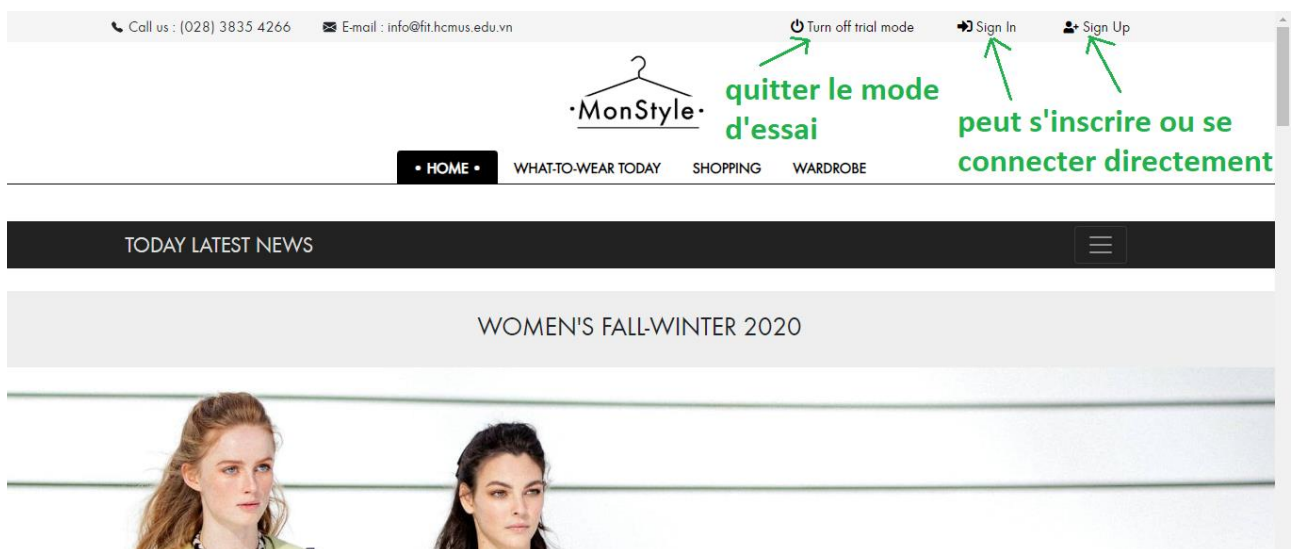 Call us : (028) 3835 4266 E-mail : info@fit.hcmus.edu.vn Turn off trial mode Sign In Sign Up
·MonStyle·
quitter le mode
d'essai
peut s'inscrire ou se
connecter directement
• HOME • WHAT-TO-WEAR TODAY SHOPPING WARDROBE
TODAY LATEST NEWS
WOMEN'S FALL-WINTER 2020